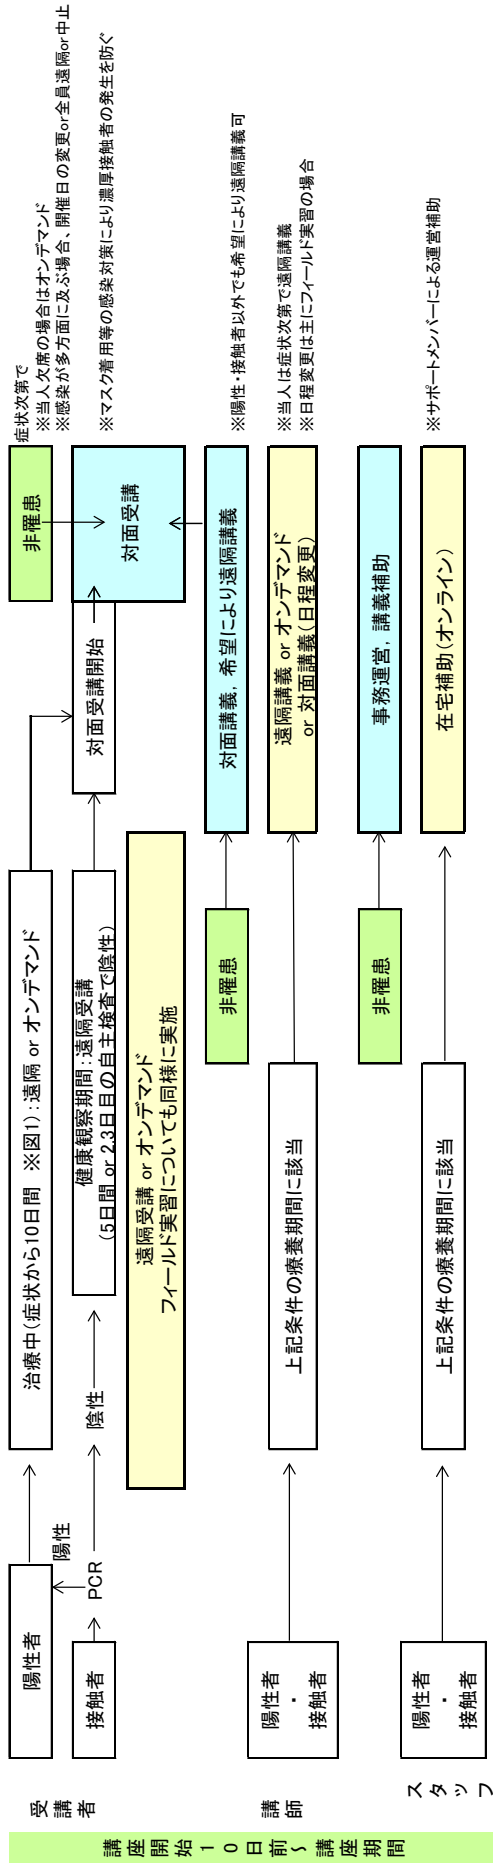 講座開始１０日前～講座期間
受講者
陽性者
治療中（症状から10日間　※図1）：遠隔 or オンデマンド
非罹患
症状次第で
※当人欠席の場合はオンデマンド
※感染が多方面に及ぶ場合、開催日の変更or全員遠隔or中止
陽性
接触者
PCR
陰性
健康観察期間：遠隔受講
（5日間 or 2,3日目の自主検査で陰性）
対面受講開始
対面受講
※マスク着用等の感染対策により濃厚接触者の発生を防ぐ
遠隔受講 or オンデマンド
フィールド実習についても同様に実施
講師
非罹患
対面講義，希望により遠隔講義
※陽性・接触者以外でも希望により遠隔講義可
陽性者
・
接触者
上記条件の療養期間に該当
遠隔講義 or オンデマンド
or 対面講義（日程変更）
※当人は症状次第で遠隔講義
※日程変更は主にフィールド実習の場合
スタッフ
非罹患
事務運営，講義補助
陽性者
・
接触者
上記条件の療養期間に該当
在宅補助（オンライン）
※サポートメンバーによる運営補助